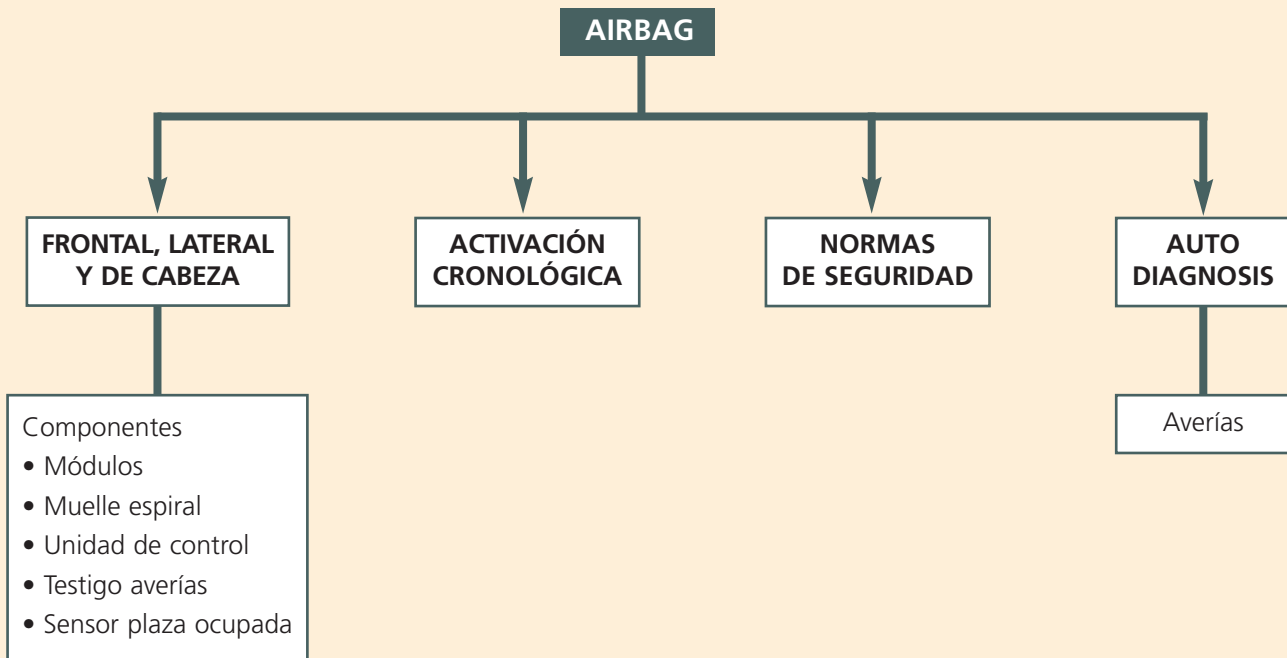 AIRBAG
FRONTAL, LATERAL
Y DE CABEZA
ACTIVACIÓN
CRONOLÓGICA
NORMAS
DE SEGURIDAD
AUTO
DIAGNOSIS
Componentes
• Módulos
• Muelle espiral
• Unidad de control
• Testigo averías
• Sensor plaza ocupada
Averías